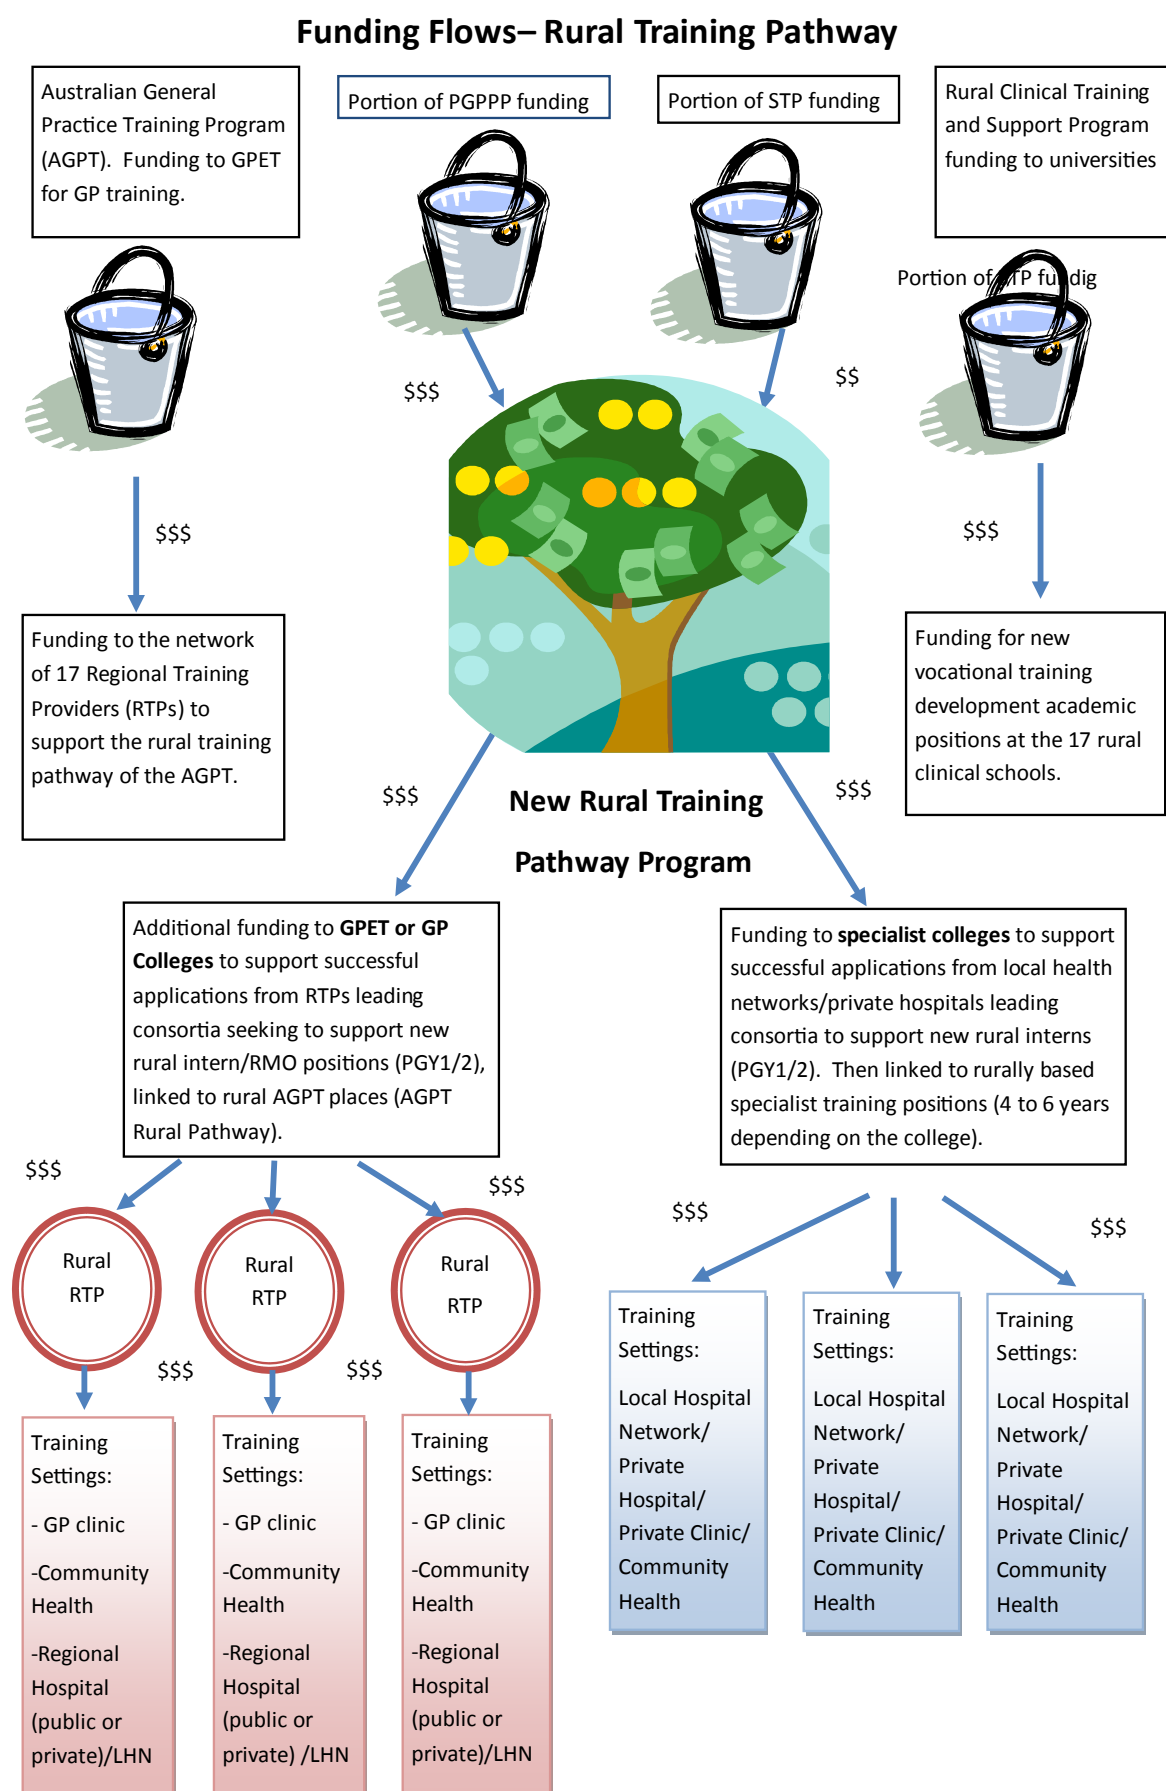 Funding Flows– Rural Training Pathway
Australian General
Practice Training Program
(AGPT).  Funding to GPET
for GP training.
Portion of PGPPP funding
Portion of STP funding
Rural Clinical Training
and Support Program
funding to universities
Portion of STP fundig
$$$
$$
$$$
$$$
Funding to the network
of 17 Regional Training
Providers (RTPs) to
support the rural training
pathway of the AGPT.
Funding for new
vocational training
development academic
positions at the 17 rural
clinical schools.
$$$
$$$
New Rural Training
Pathway Program
Additional funding to GPET or GP
Colleges to support successful
applications from RTPs leading
consortia seeking to support new
rural intern/RMO positions (PGY1/2),
linked to rural AGPT places (AGPT
Rural Pathway).
Funding to specialist colleges to support
successful applications from local health
networks/private hospitals leading
consortia to support new rural interns
(PGY1/2).  Then linked to rurally based
specialist training positions (4 to 6 years
depending on the college).
$$$
$$$
$$$
$$$
Rural
RTP
Rural
RTP
Rural
RTP
$$$
$$$
Training
Settings:
- GP clinic
-Community
Health
-Regional
Hospital
(public or
private)/LHN
Training
Settings:
- GP clinic
-Community
Health
-Regional
Hospital
(public or
private) /LHN
Training
Settings:
- GP clinic
-Community
Health
-Regional
Hospital
(public or
private)/LHN
Training
Settings:
Local Hospital
Network/
Private
Hospital/
Private Clinic/
Community
Health
Training
Settings:
Local Hospital
Network/
Private
Hospital/
Private Clinic/
Community
Health
Training
Settings:
Local Hospital
Network/
Private
Hospital/
Private Clinic/
Community
Health